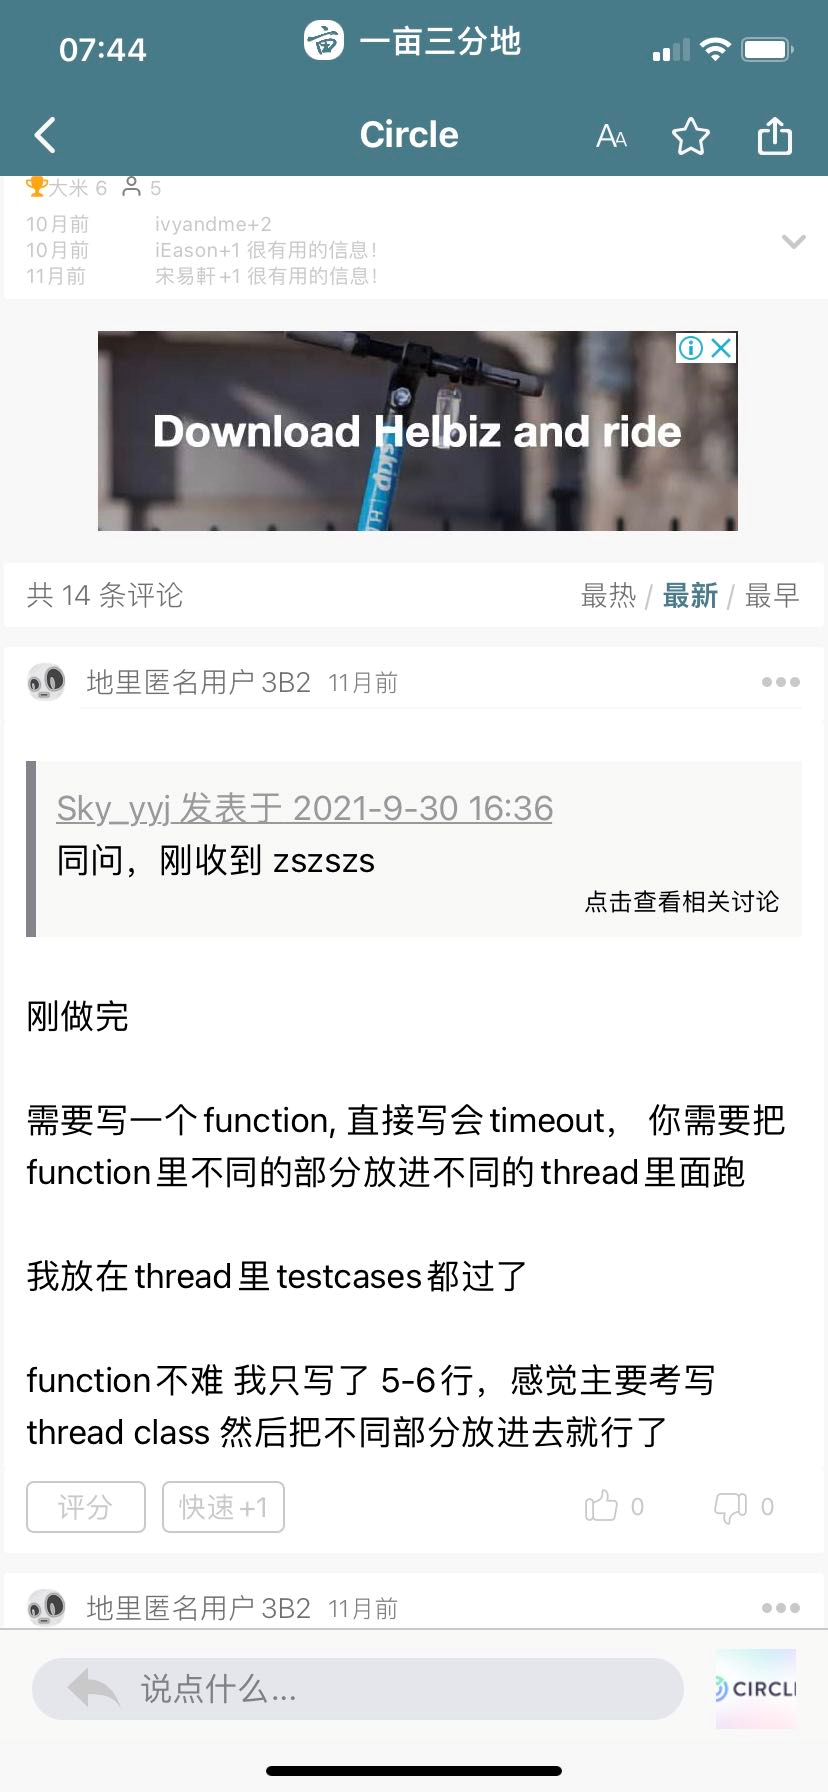 07:44
亩 一亩三分地
Circle
AA
大米 6 5
10月前 ivyandme+2
10月前 iEason+1 很有用的信息!
11月前 宋易軒+1 很有用的信息!
Download Helbiz and ride
skip
共 14 条评论
最热 / 最新 / 最早
地里匿名用户3B2 11月前
Sky_yyj 发表于 2021-9-30 16:36
同问，刚收到 zszszs
点击查看相关讨论
刚做完
需要写一个function, 直接写会timeout， 你需要把
function里不同的部分放进不同的thread里面跑
我放在thread里testcases都过了
function不难 我只写了 5-6行，感觉主要考写
thread class 然后把不同部分放进去就行了
评分 快速+1 0 0
地里匿名用户3B2 11月前
说点什么...
CIRCL